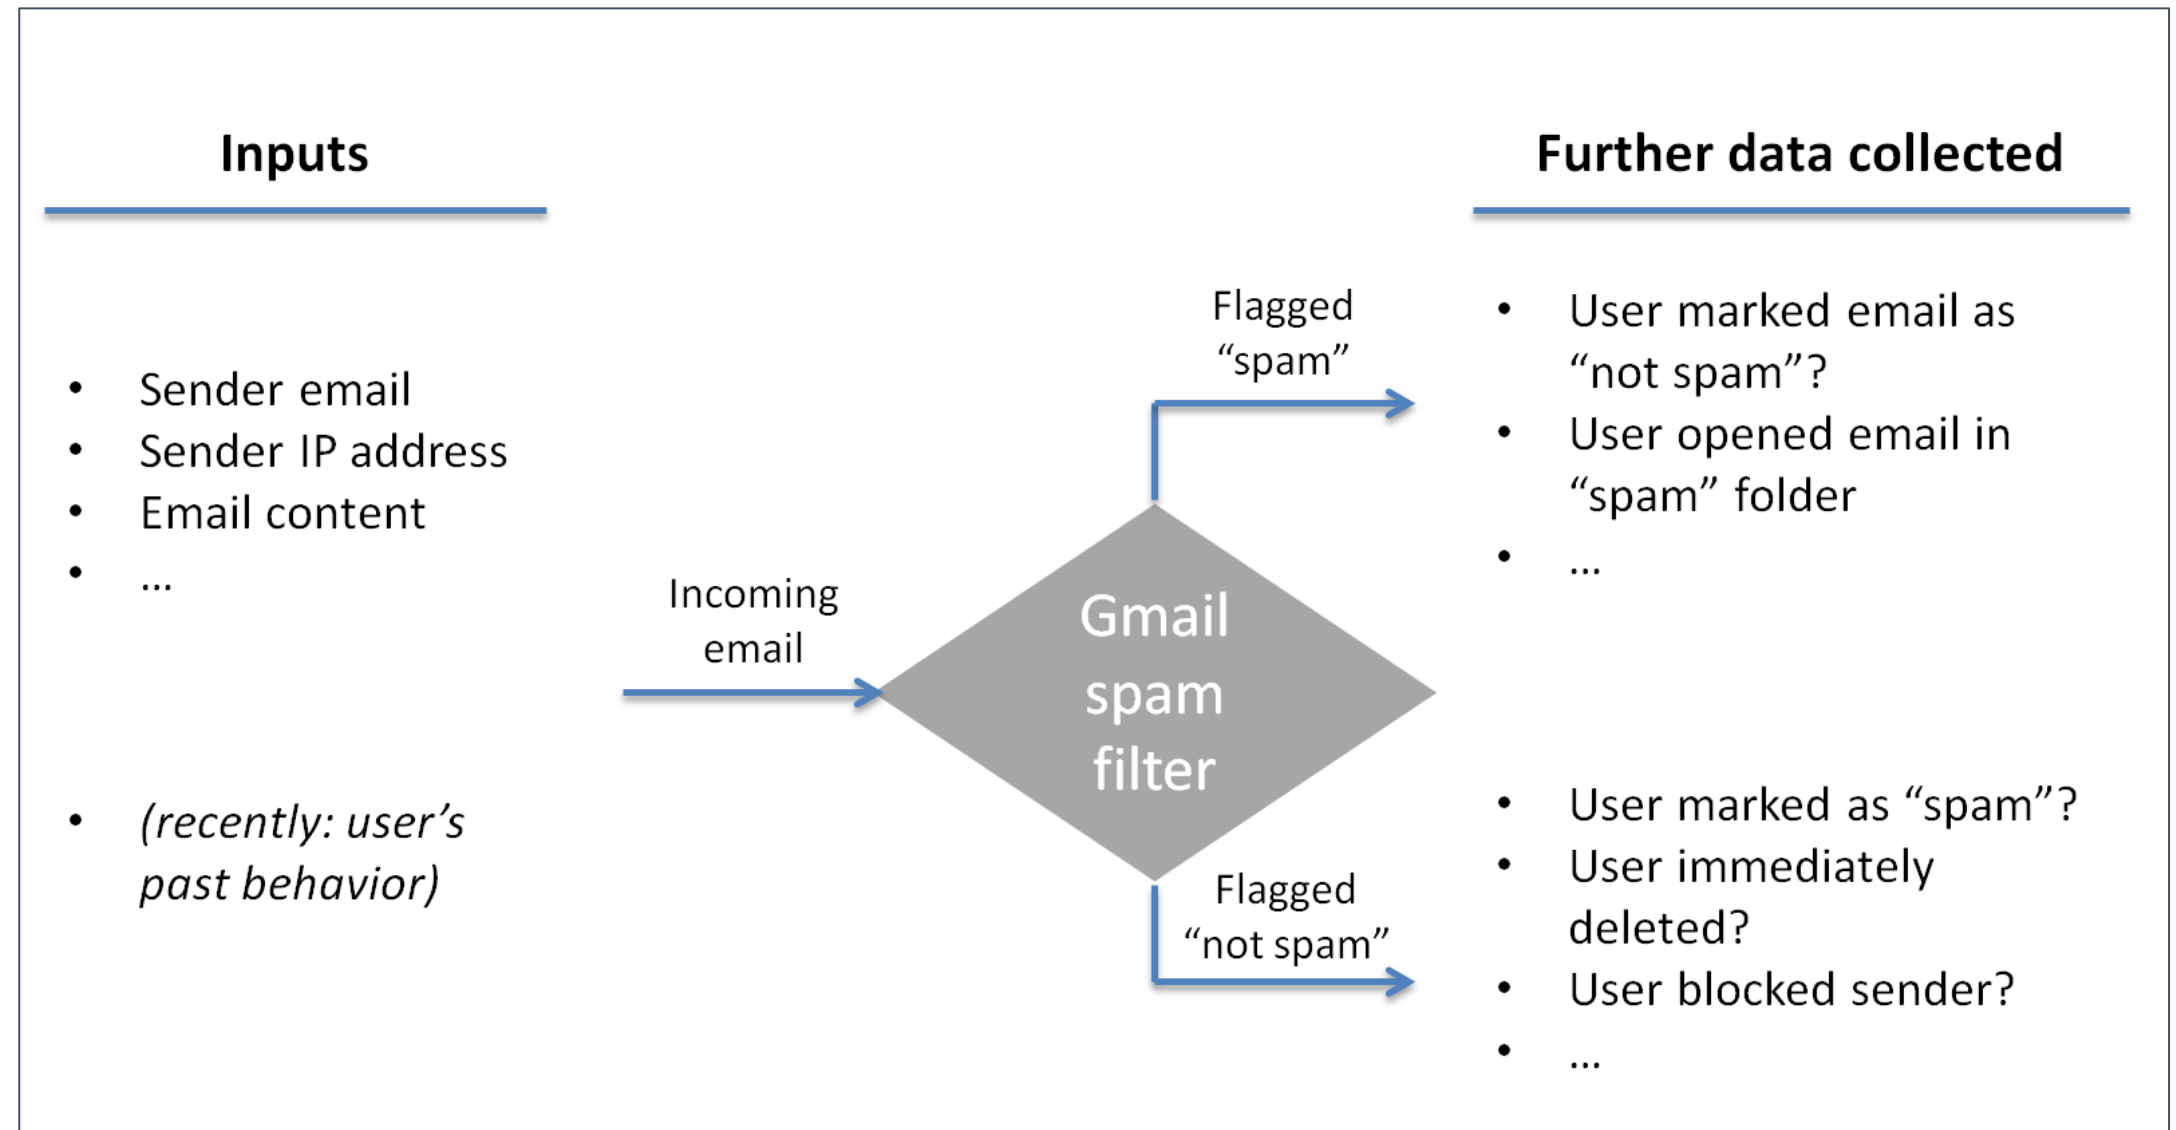 Inputs
Further data collected
• Sender email
• Sender IP address
• Email content
• ...
• (recently: user’s
past behavior)
Incoming
email
Gmail
spam
filter
Flagged
“spam”
Flagged
“not spam”
• User marked email as
“not spam”?
• User opened email in
“spam” folder
• ...
• User marked as “spam”?
• User immediately
deleted?
• User blocked sender?
• ...